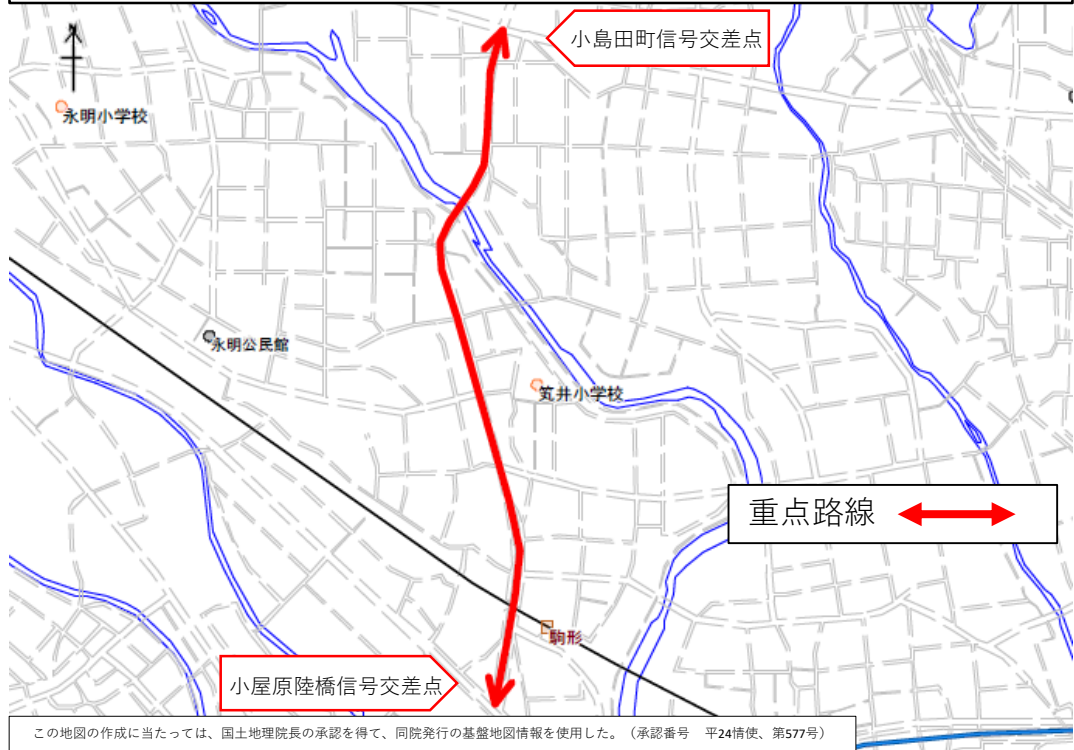 小島田町信号交差点
永明小学校
永明公民館
筑井小学校
重点路線
駒形
小屋原陸橋信号交差点
この地図の作成に当たっては、国土地理院長の承認を得て、同院発行の基盤地図情報を使用した。（承認番号　平24情使、第577号）